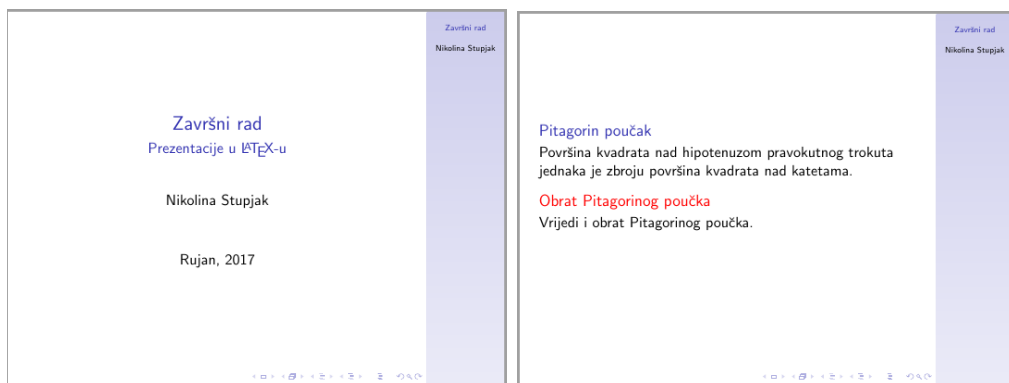 Završni rad
Nikolina Stupjak
Završni rad
Prezentacije u LATEX-u
Nikolina Stupjak
Rujan, 2017
Završni rad
Nikolina Stupjak
Pitagorin poučak
Površina kvadrata nad hipotenuzom pravokutnog trokuta
jednaka je zbroju površina kvadrata nad katetama.
Obrat Pitagorinog poučka
Vrijedi i obrat Pitagorinog poučka.